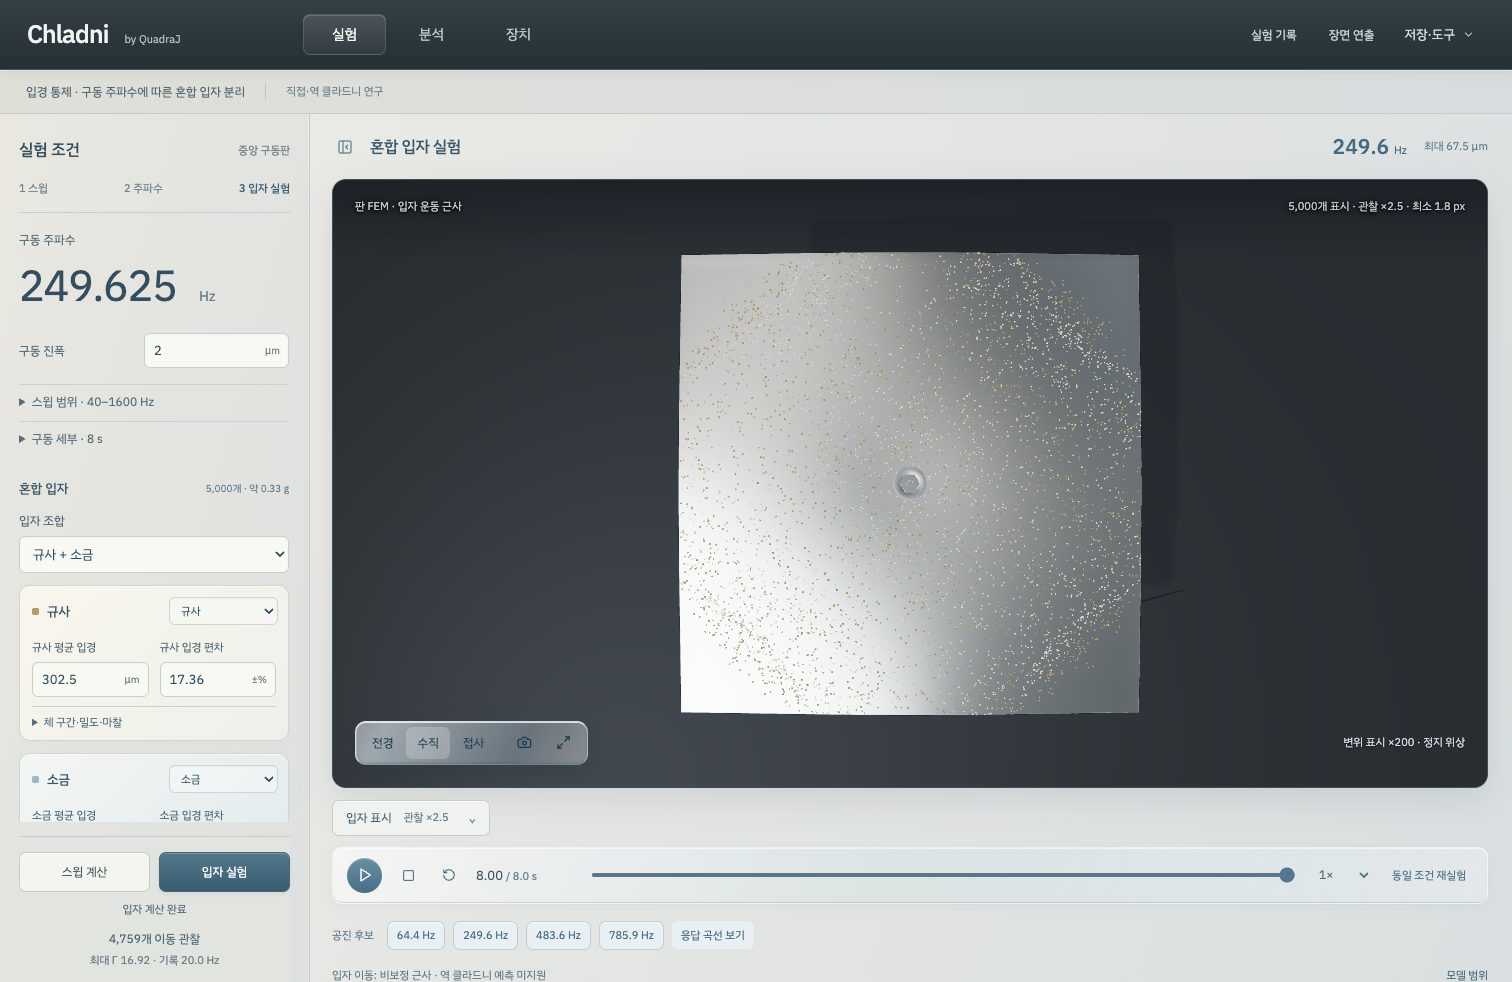 Chladni by QuadraJ 실험 분석 장치 실험 기록 장면 연출 저장·도구
입경 통제 · 구동 주파수에 따른 혼합 입자 분리 직접·역 클라드니 연구
실험 조건 중앙 구동판
1 스윕 2 주파수 3 입자 실험
구동 주파수
249.625 Hz
구동 진폭 2 μm
스윕 범위 · 40–1600 Hz
구동 세부 · 8 s
혼합 입자 5,000개 · 약 0.33 g
입자 조합
규사 + 소금
규사 규사
규사 평균 입경 규사 입경 편차
302.5 μm 17.36 ±%
체 구간·밀도·마찰
소금 소금
소금 평균 입경 소금 입경 편차
스윕 계산 입자 실험
입자 계산 완료
4,759개 이동 관찰
최대 Γ 16.92 · 기록 20.0 Hz
혼합 입자 실험 249.6 Hz 최대 67.5 μm
판 FEM · 입자 운동 근사 5,000개 표시 · 관찰 ×2.5 · 최소 1.8 px
전경 수직 접사 변위 표시 ×200 · 정지 위상
입자 표시 관찰 ×2.5
8.00 / 8.0 s 1× 동일 조건 재실험
공진 후보 64.4 Hz 249.6 Hz 483.6 Hz 785.9 Hz 응답 곡선 보기
입자 이동: 비보정 근사 · 역 클라드니 예측 미지원 모델 범위